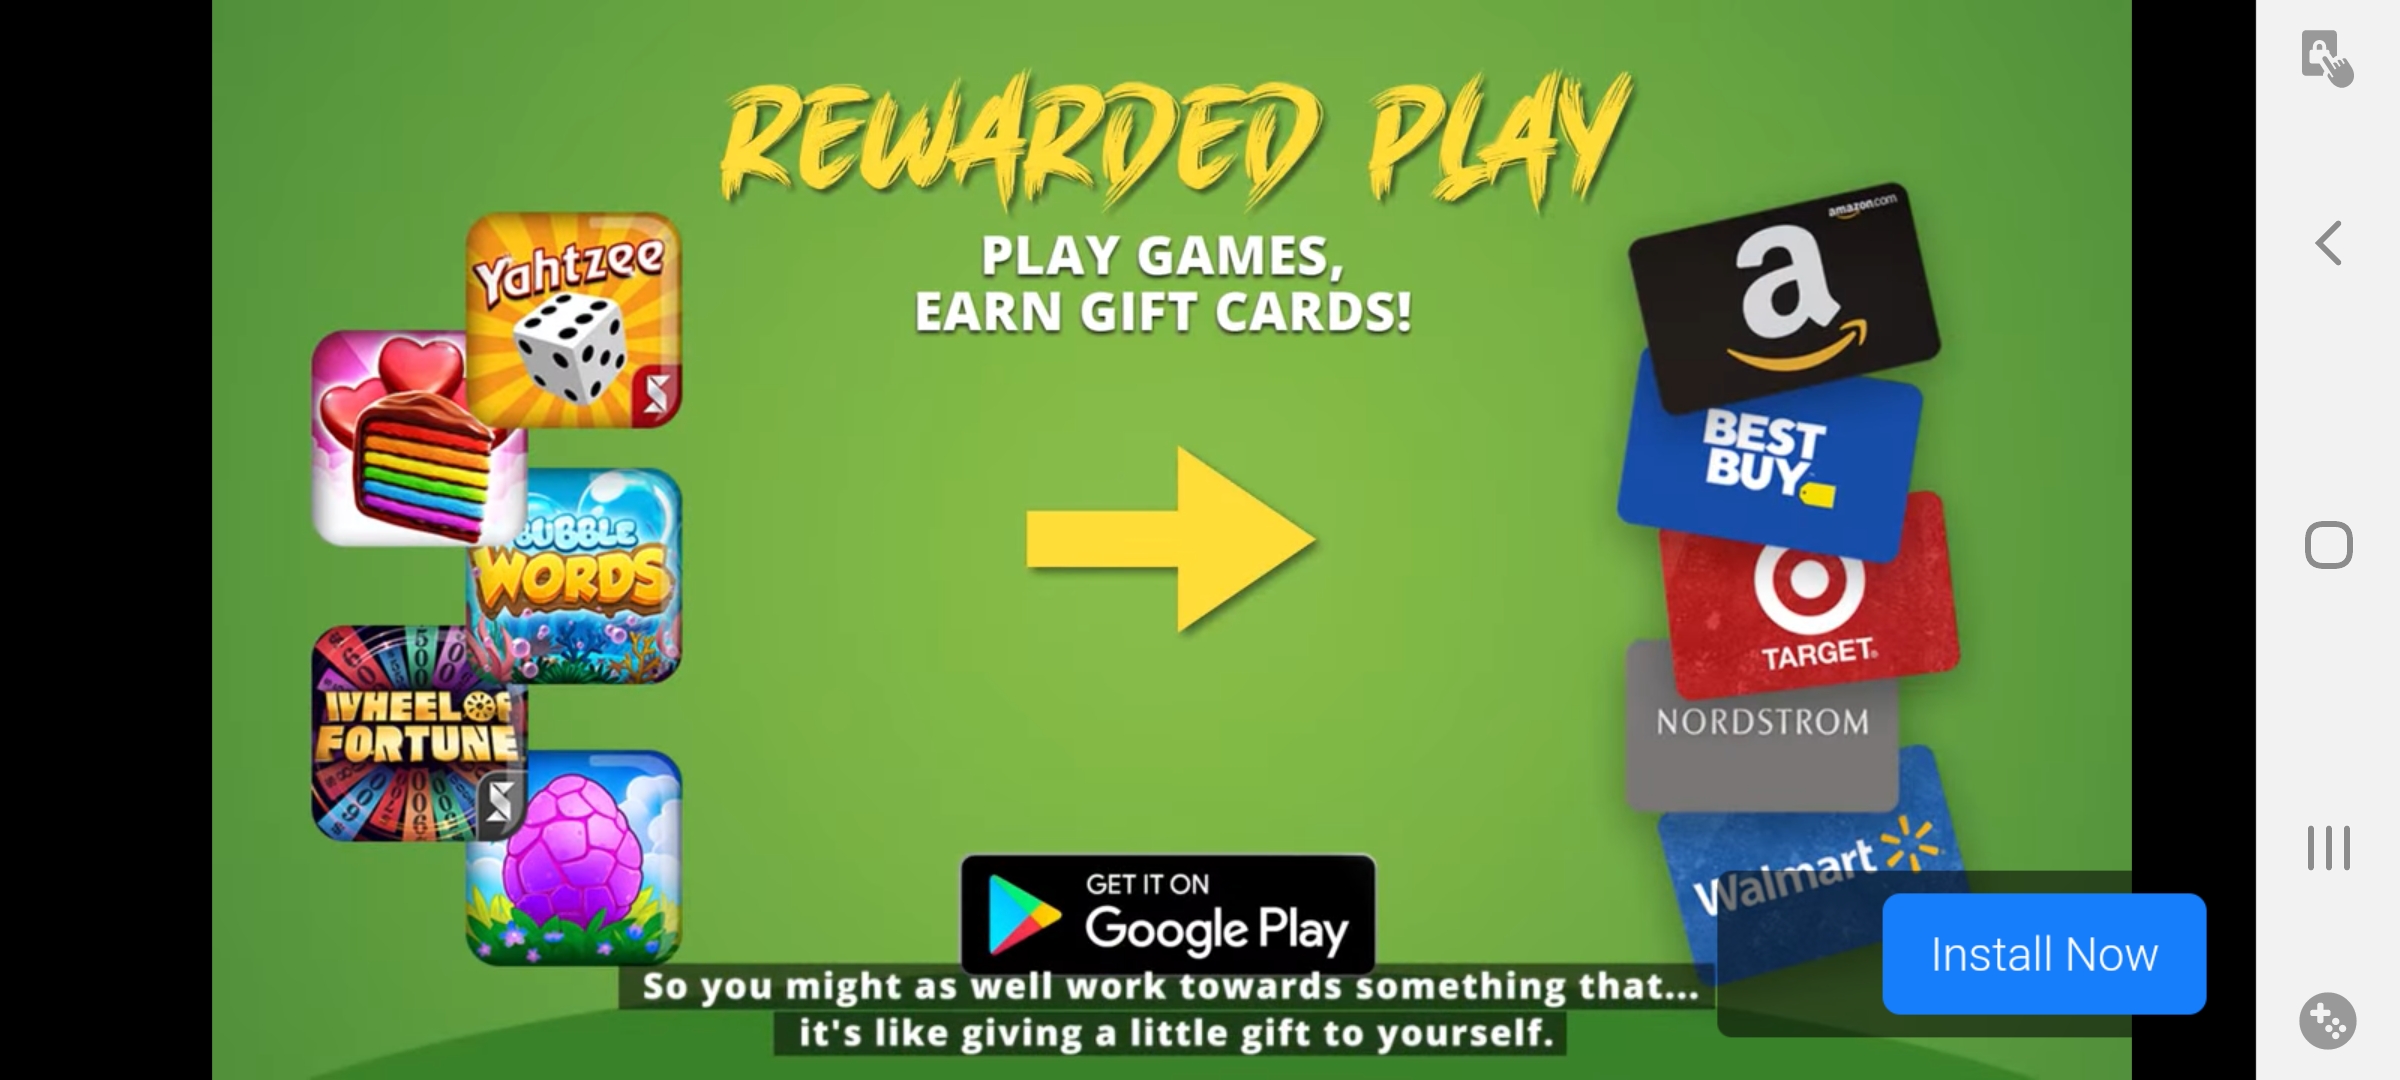 REWARDED PLAY
PLAY GAMES,
EARN GIFT CARDS!
Yahtzee
BUBBLE
WORDS
WHEEL OF
FORTUNE
amazon.com
a
BEST
BUY
TARGET
NORDSTROM
Walmart
GET IT ON
Google Play
So you might as well work towards something that...
it's like giving a little gift to yourself.
Install Now